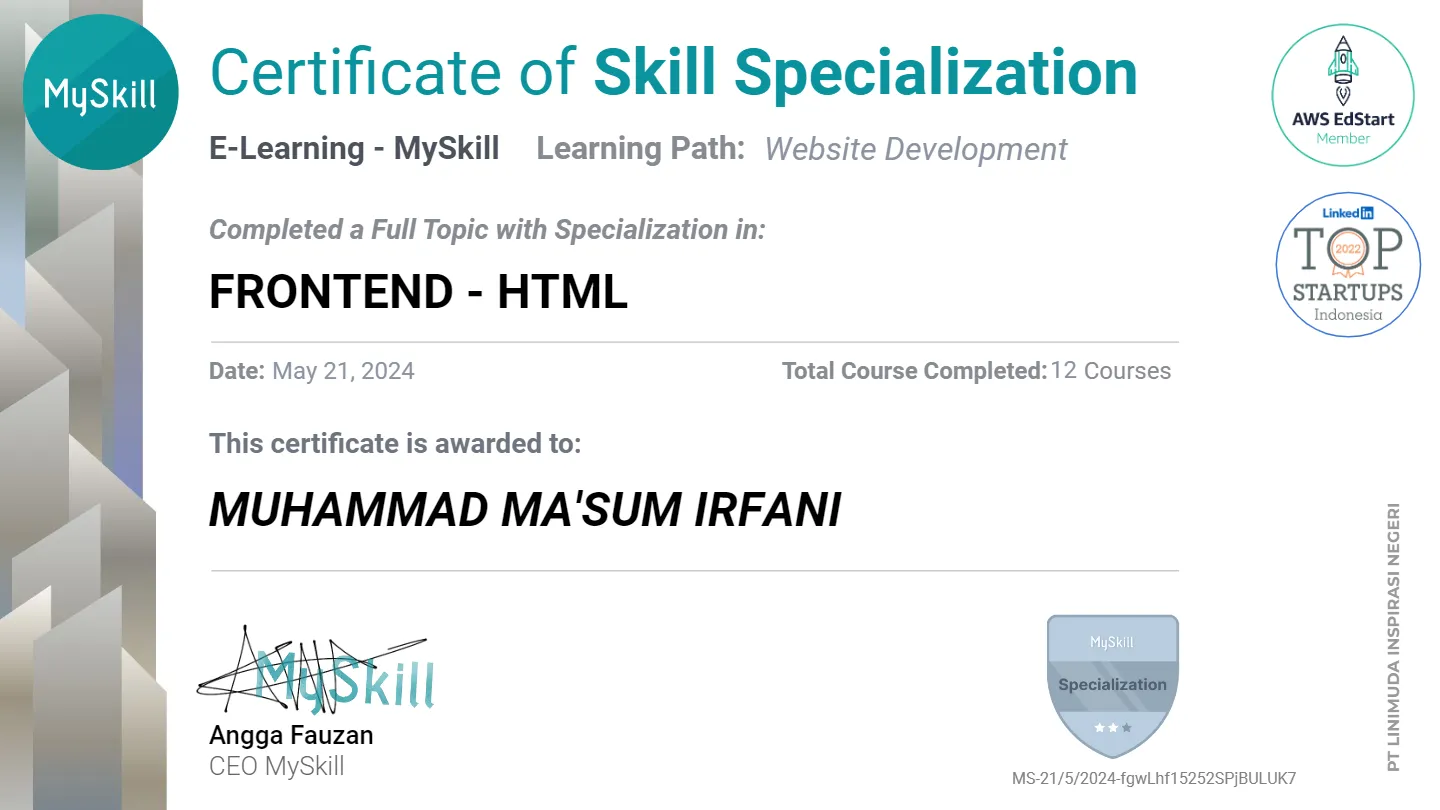 MySkill
Certificate of Skill Specialization
E-Learning - MySkill Learning Path: Website Development
Completed a Full Topic with Specialization in:
FRONTEND - HTML
Date: May 21, 2024
Total Course Completed: 12 Courses
This certificate is awarded to:
MUHAMMAD MA'SUM IRFANI
MySkill
Angga Fauzan
CEO MySkill
AWS EdStart
Member
Linked in
TOP
2022
STARTUPS
Indonesia
PT LINIMUDA INSPIRASI NEGERI
MySkill
Specialization
MS-21/5/2024-fgwLhf15252SPjBULUK7